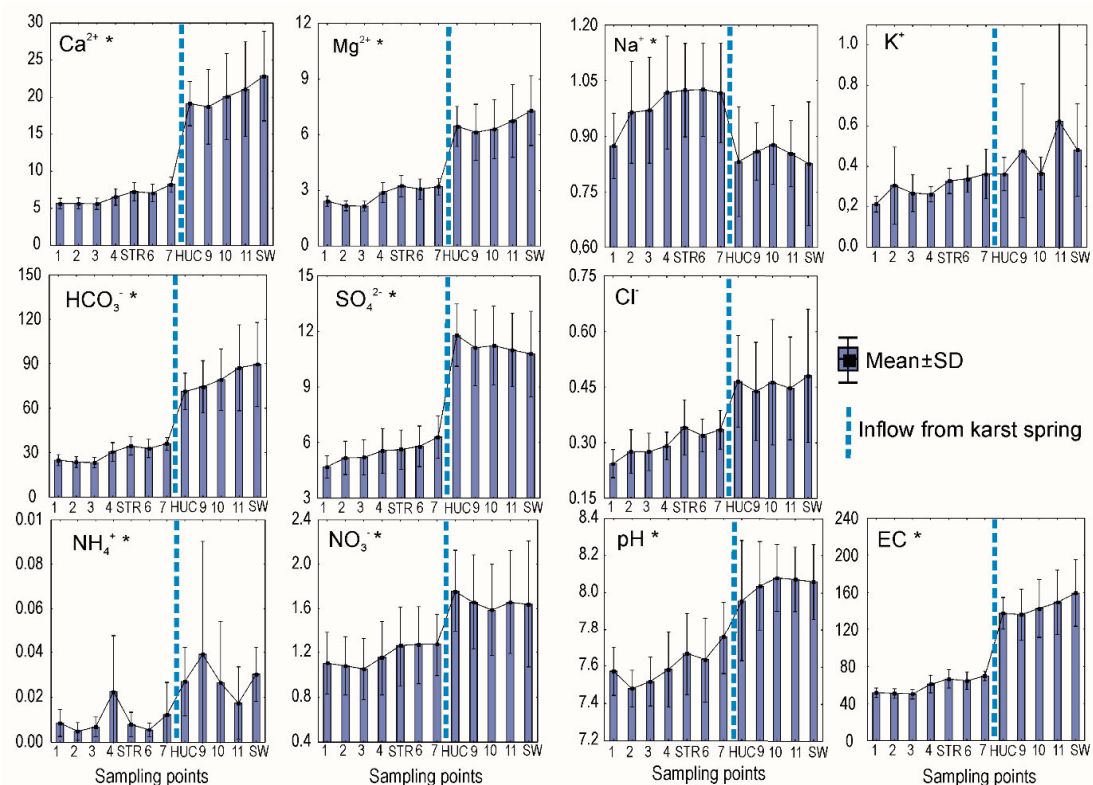 Ca²⁺ *
30
25
20
15
10
5
0
1 2 3 4 STR 6 7 HUC 9 10 11 SW
Mg²⁺ *
12
9
6
3
0
1 2 3 4 STR 6 7 HUC 9 10 11 SW
Na⁺ *
1.20
1.05
0.90
0.75
0,60
1 2 3 4 STR 6 7 HUC 9 10 11 SW
K⁺
1.0
0.8
0.6
0.4
0,2
0.0
1 2 3 4 STR 6 7 HUC 9 10 11 SW
HCO₃⁻ *
150
120
90
60
30
0
1 2 3 4 STR 6 7 HUC 9 10 11 SW
SO₄²⁻ *
15
12
9
6
3
0
1 2 3 4 STR 6 7 HUC 9 10 11 SW
Cl⁻
0.75
0.60
0.45
0.30
0.15
1 2 3 4 STR 6 7 HUC 9 10 11 SW
Mean±SD
Inflow from karst spring
NH₄⁺ *
0.01
0.08
0.06
0.04
0.02
0.00
1 2 3 4 STR 6 7 HUC 9 10 11 SW
Sampling points
NO₃⁻ *
2.4
2.0
1.6
1.2
0.8
0.4
1 2 3 4 STR 6 7 HUC 9 10 11 SW
Sampling points
pH *
8.4
8.2
8.0
7.8
7.6
7.4
7.2
1 2 3 4 STR 6 7 HUC 9 10 11 SW
Sampling points
EC *
240
200
160
120
80
40
0
1 2 3 4 STR 6 7 HUC 9 10 11 SW
Sampling points